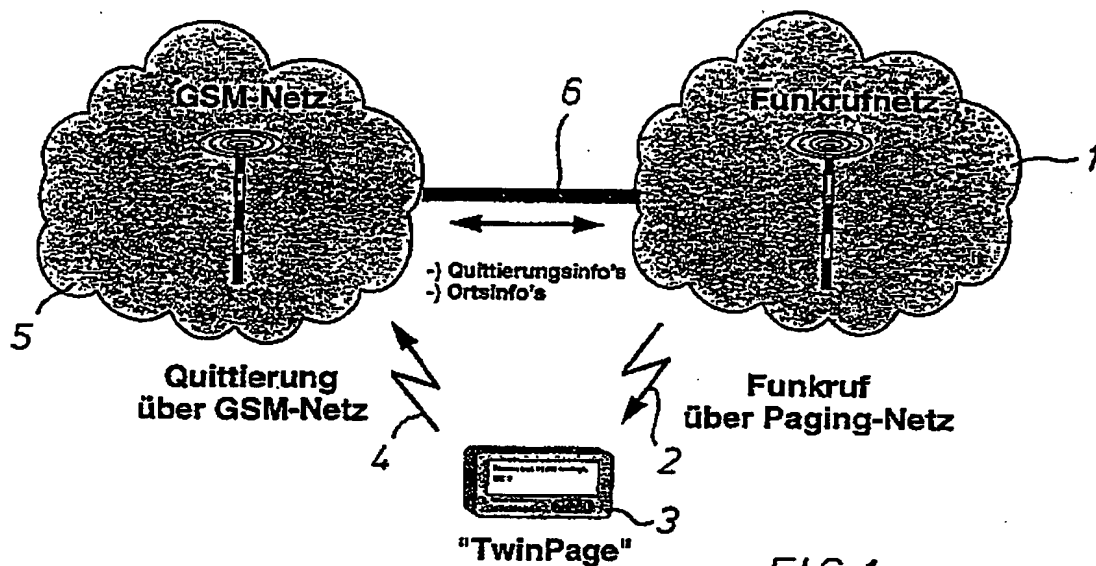 GSM-Netz
Funkrufnetz
6
1
-) Quittierungsinfo's
-) Ortsinfo's
5
Quittierung
über GSM-Netz
Funkruf
über Paging-Netz
4
2
3
"TwinPage"
FIG. 1